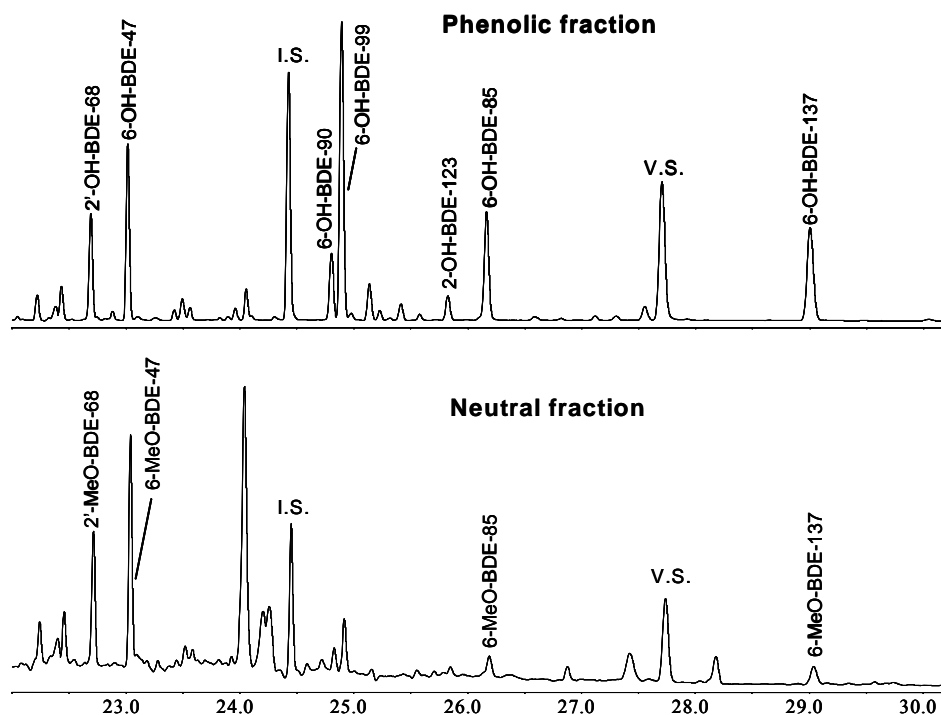 Phenolic fraction
2'-OH-BDE-68
6-OH-BDE-47
I.S.
6-OH-BDE-90
6-OH-BDE-99
2-OH-BDE-123
6-OH-BDE-85
V.S.
6-OH-BDE-137
Neutral fraction
2'-MeO-BDE-68
6-MeO-BDE-47
I.S.
6-MeO-BDE-85
V.S.
6-MeO-BDE-137
23.0 24.0 25.0 26.0 27.0 28.0 29.0 30.0